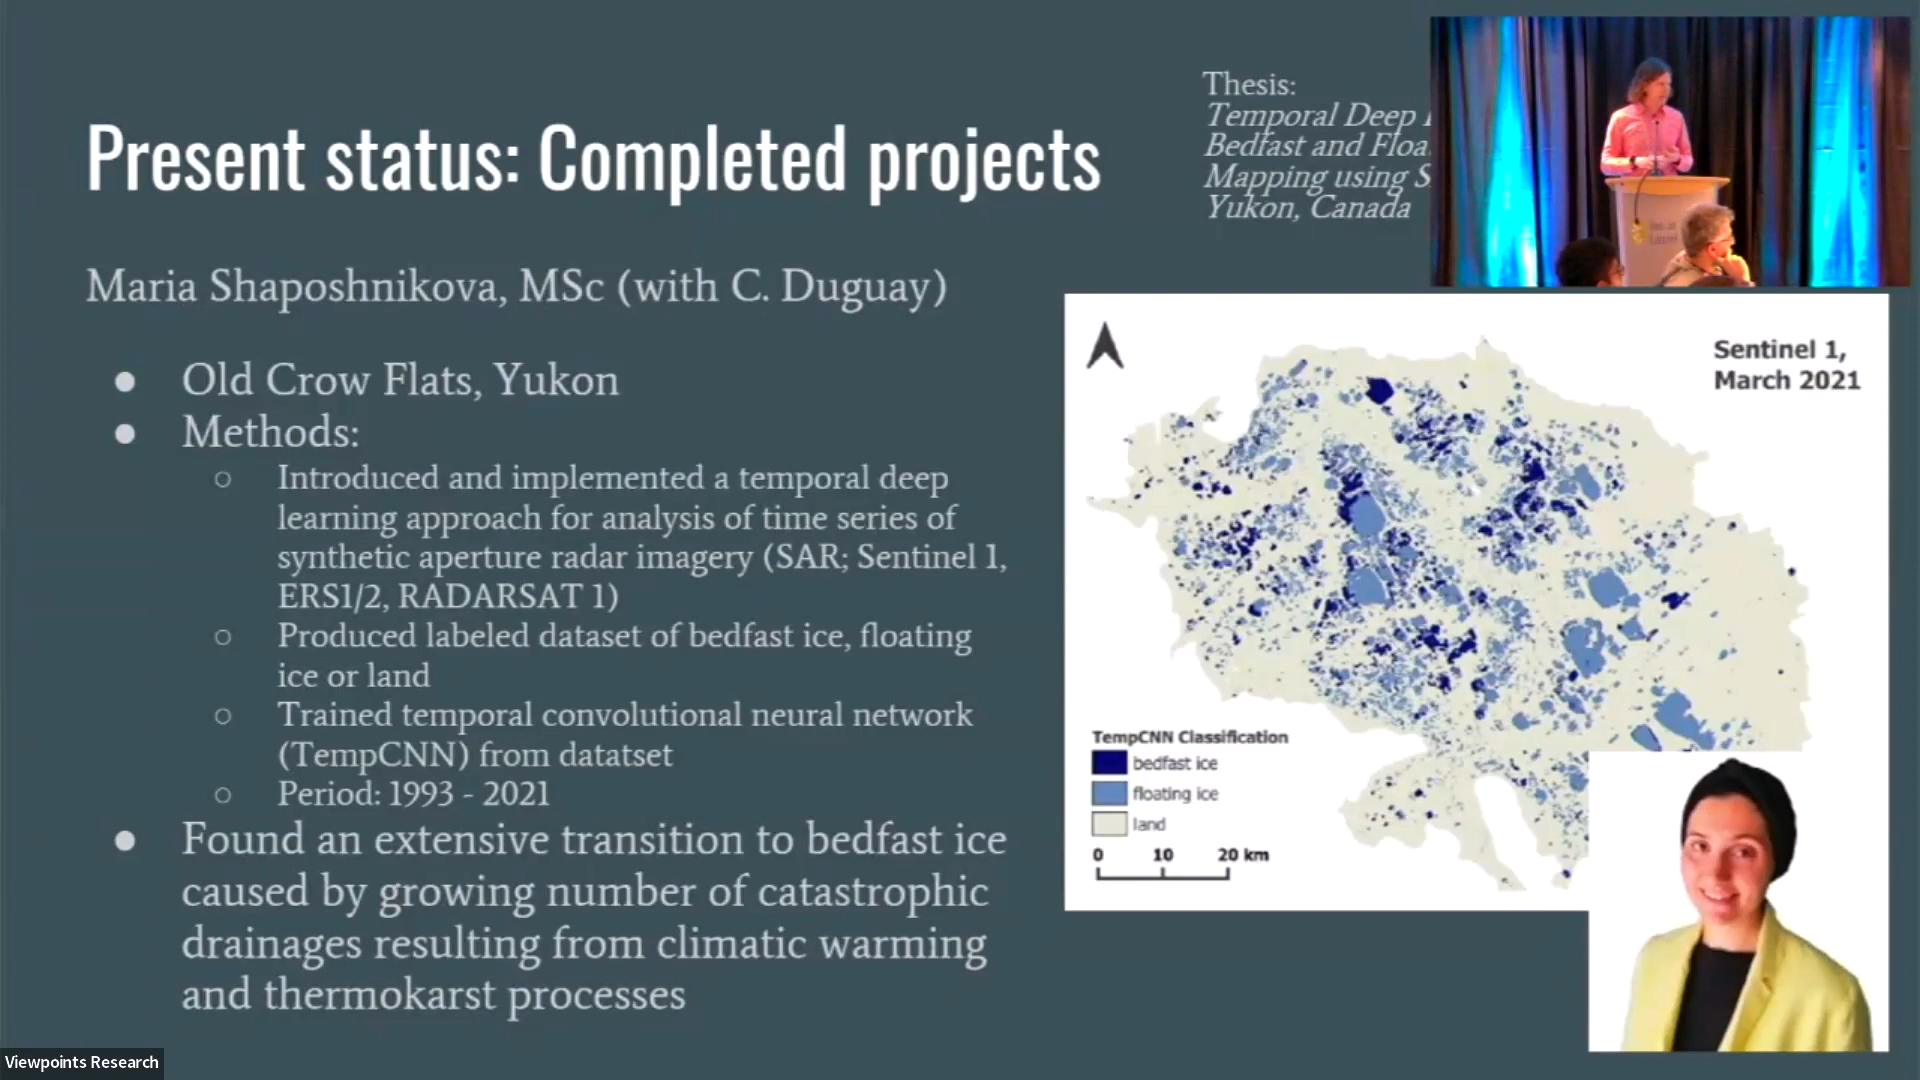 Thesis:
Temporal Deep
Bedfast and
Mapping using
Yukon, Canada
Present status: Completed projects
Maria Shaposhnikova, MSc (with C. Duguay)
● Old Crow Flats, Yukon
● Methods:
○ Introduced and implemented a temporal deep
learning approach for analysis of time series of
synthetic aperture radar imagery (SAR; Sentinel 1,
ERS1/2, RADARSAT 1)
○ Produced labeled dataset of bedfast ice, floating
ice or land
○ Trained temporal convolutional neural network
(TempCNN) from datatset
○ Period: 1993 - 2021
● Found an extensive transition to bedfast ice
caused by growing number of catastrophic
drainages resulting from climatic warming
and thermokarst processes
Sentinel 1,
March 2021
TempCNN Classification
bedfast ice
floating ice
land
0 10 20 km
Viewpoints Research